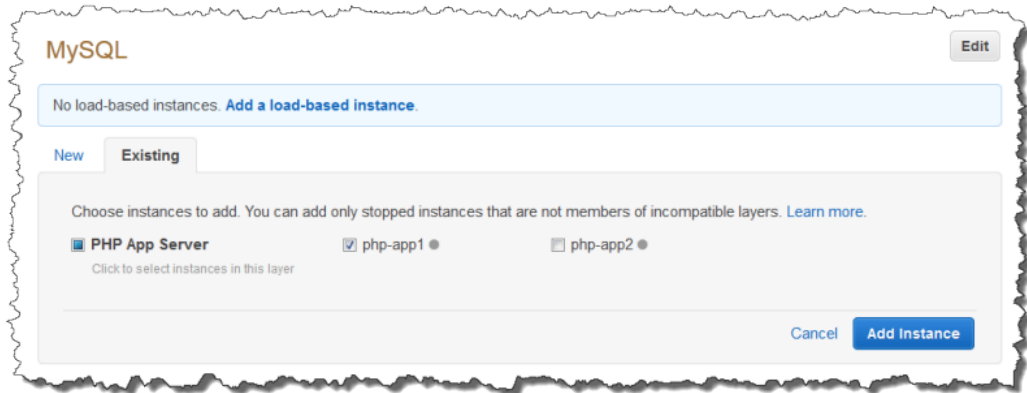 MySQL
Edit
No load-based instances. Add a load-based instance.
New
Existing
Choose instances to add. You can add only stopped instances that are not members of incompatible layers. Learn more.
PHP App Server
php-app1
php-app2
Click to select instances in this layer
Cancel
Add Instance